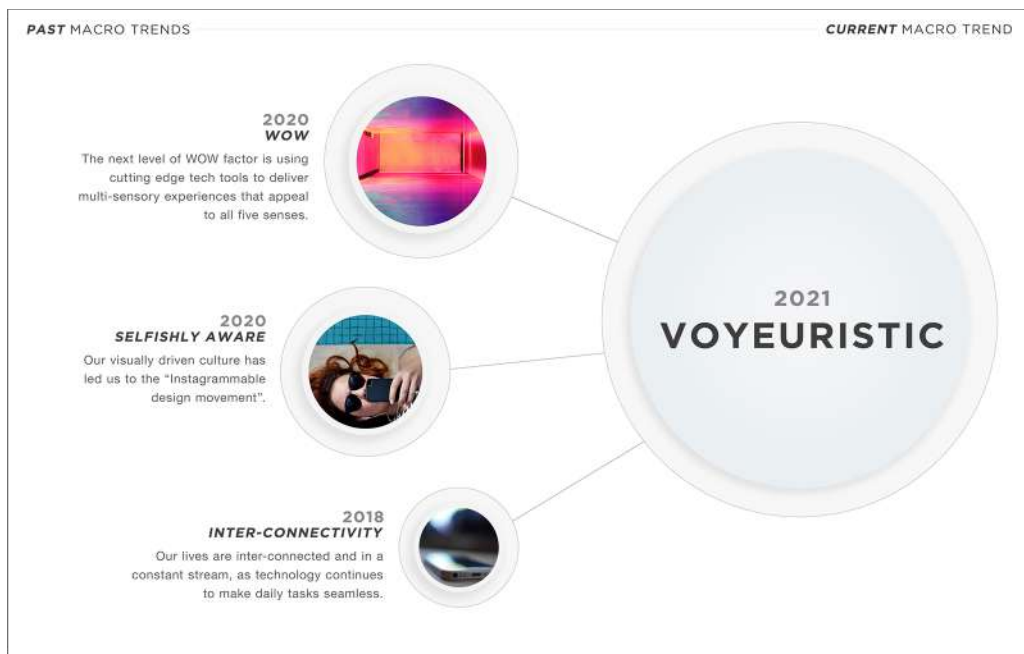 PAST MACRO TRENDS
CURRENT MACRO TREND
2020
WOW
The next level of WOW factor is using
cutting edge tech tools to deliver
multi-sensory experiences that appeal
to all five senses.
2020
SELFISHLY AWARE
Our visually driven culture has
led us to the “Instagrammable
design movement”.
2018
INTER-CONNECTIVITY
Our lives are inter-connected and in a
constant stream, as technology continues
to make daily tasks seamless.
2021
VOYEURISTIC